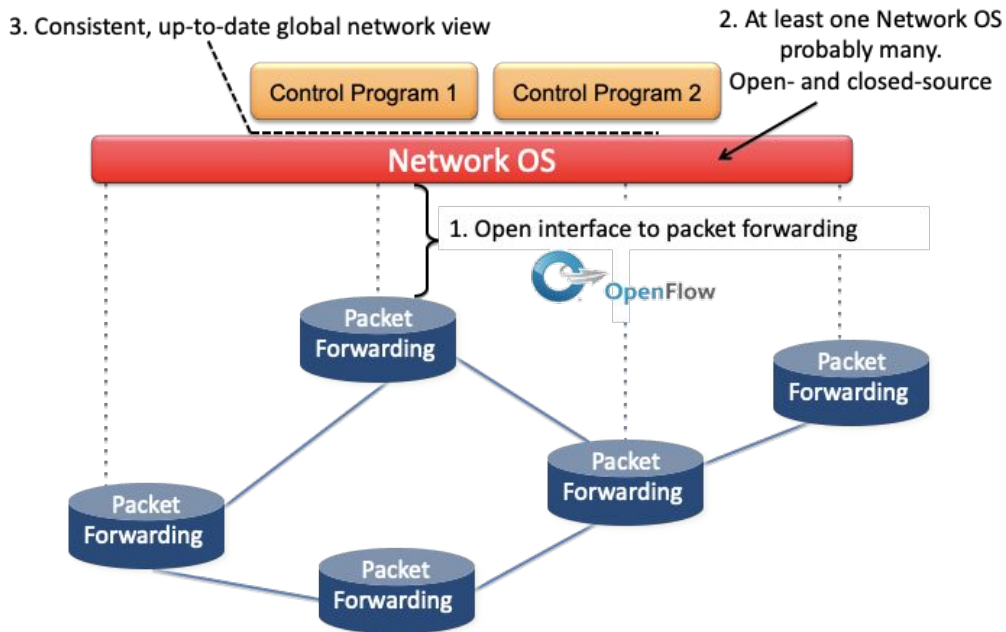 3. Consistent, up-to-date global network view
2. At least one Network OS
probably many.
Open- and closed-source
Control Program 1
Control Program 2
Network OS
1. Open interface to packet forwarding
OpenFlow
Packet
Forwarding
Packet
Forwarding
Packet
Forwarding
Packet
Forwarding
Packet
Forwarding